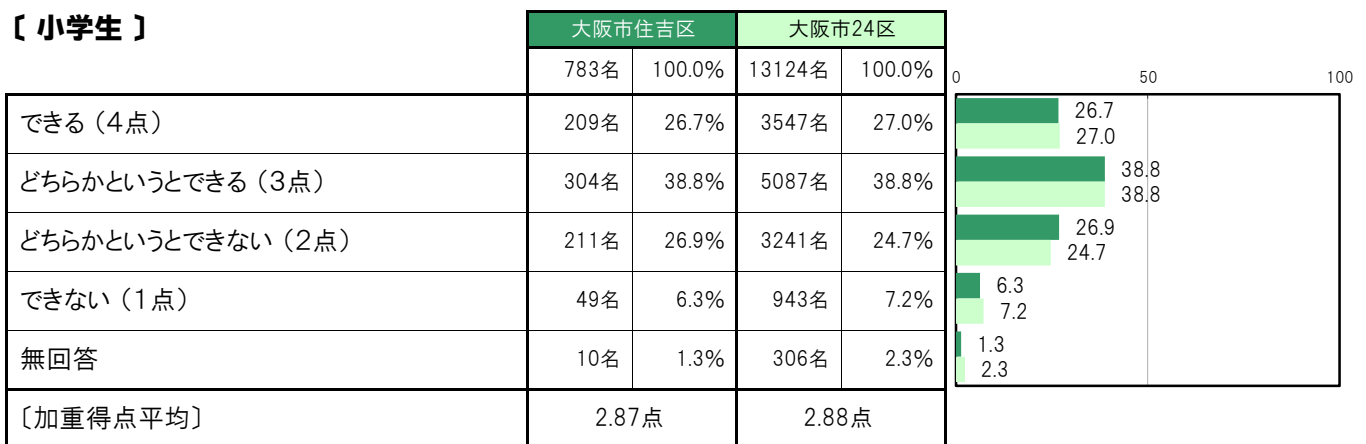 〔 小学生 〕
大阪市住吉区 大阪市24区
783名 100.0% 13124名 100.0%
0 50 100
できる（4点） 209名 26.7% 3547名 27.0%
26.7
27.0
どちらかというとできる（3点） 304名 38.8% 5087名 38.8%
38.8
38.8
どちらかというとできない（2点） 211名 26.9% 3241名 24.7%
26.9
24.7
できない（1点） 49名 6.3% 943名 7.2%
6.3
7.2
無回答 10名 1.3% 306名 2.3%
1.3
2.3
〔加重得点平均〕 2.87点 2.88点